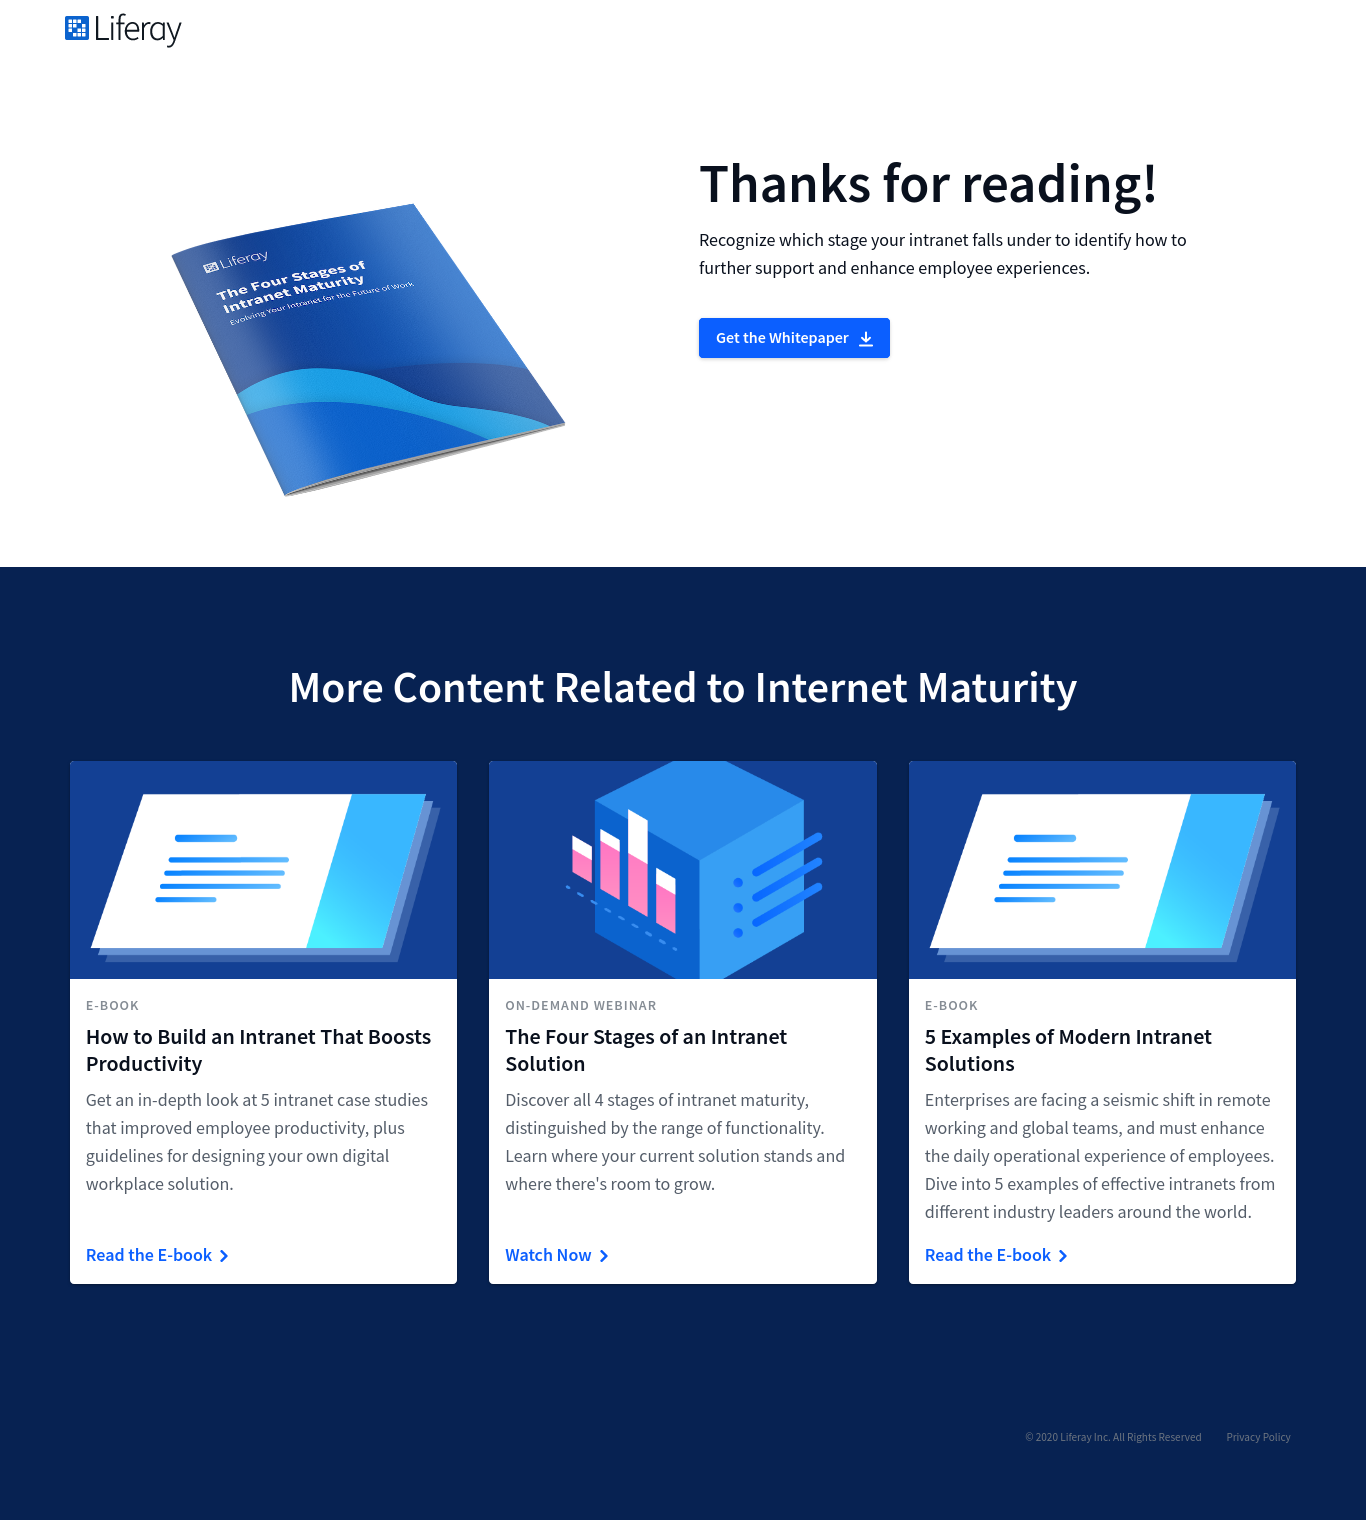 Liferay
Thanks for reading!
Recognize which stage your intranet falls under to identify how to
further support and enhance employee experiences.
Get the Whitepaper
Liferay
The Four Stages of
Intranet Maturity
Evolving Your Intranet for the Future of Work
More Content Related to Internet Maturity
E-BOOK
How to Build an Intranet That Boosts
Productivity
Get an in-depth look at 5 intranet case studies
that improved employee productivity, plus
guidelines for designing your own digital
workplace solution.
Read the E-book
ON-DEMAND WEBINAR
The Four Stages of an Intranet
Solution
Discover all 4 stages of intranet maturity,
distinguished by the range of functionality.
Learn where your current solution stands and
where there's room to grow.
Watch Now
E-BOOK
5 Examples of Modern Intranet
Solutions
Enterprises are facing a seismic shift in remote
working and global teams, and must enhance
the daily operational experience of employees.
Dive into 5 examples of effective intranets from
different industry leaders around the world.
Read the E-book
© 2020 Liferay Inc. All Rights Reserved
Privacy Policy